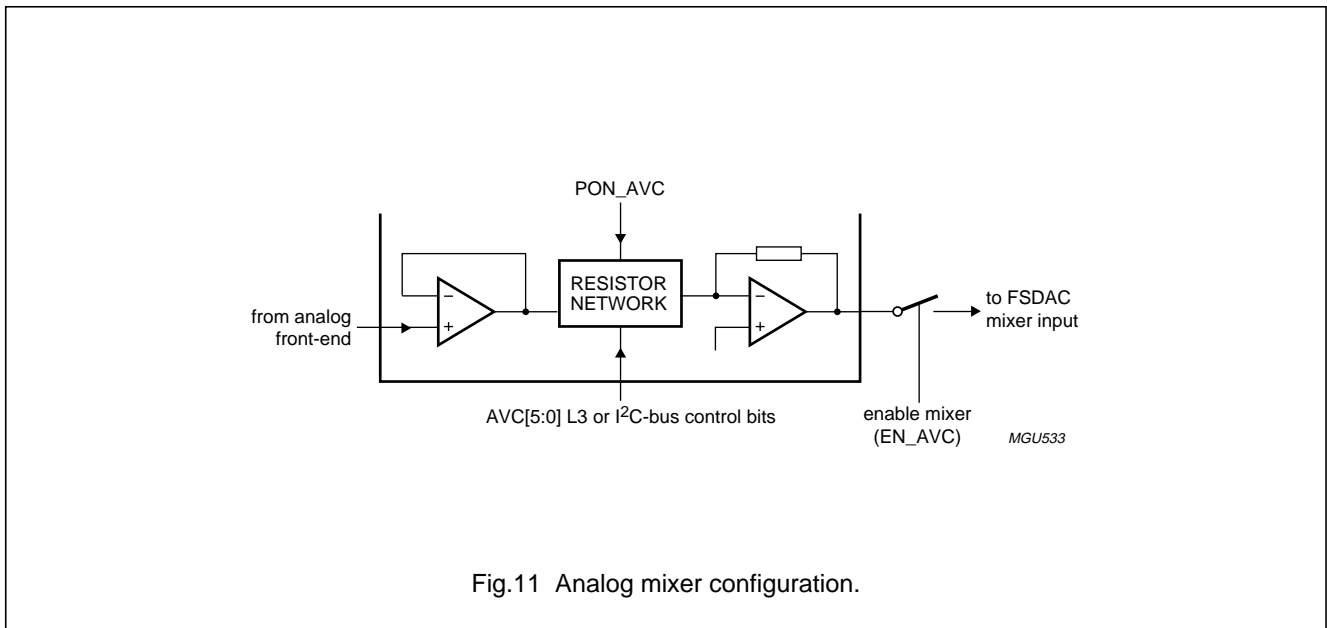 PON_AVC
RESISTOR
NETWORK
−
+
−
+
from analog
front-end
to FSDAC
mixer input
AVC[5:0] L3 or I²C-bus control bits
enable mixer
(EN_AVC)
MGU533
Fig.11 Analog mixer configuration.